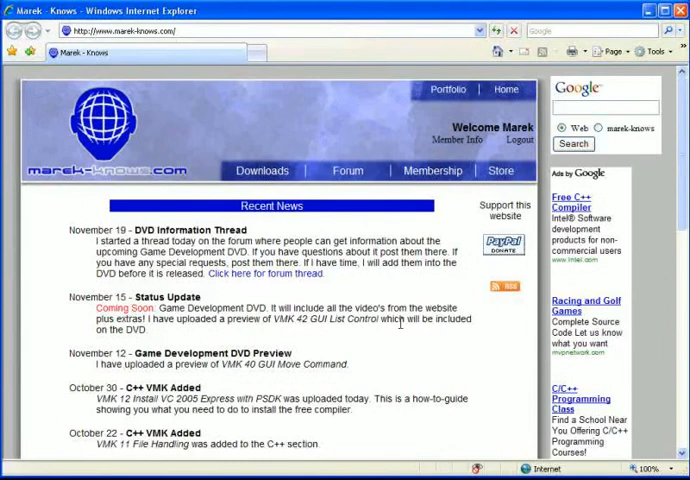 Marek - Knows - Windows Internet Explorer
http://www.marek-knows.com/
Google
Marek - Knows
Page
Tools
Portfolio | Home
Welcome Marek
Member Info Logout
marek-knows.com
Downloads | Forum | Membership | Store
Recent News
November 19 - DVD Information Thread
I started a thread today on the forum where people can get information about the
upcoming Game Development DVD. If you have questions about it post them there. If
you have any special requests, post them there. If I have time, I will add them into the
DVD before it is released. Click here for forum thread.
November 15 - Status Update
Coming Soon: Game Development DVD. It will include all the video's from the website
plus extras! I have uploaded a preview of VMK 42 GUI List Control which will be included
on the DVD.
November 12 - Game Development DVD Preview
I have uploaded a preview of VMK 40 GUI Move Command.
October 30 - C++ VMK Added
VMK 12 Install VC 2005 Express with PSDK was uploaded today. This is a how-to-guide
showing you what you need to do to install the free compiler.
October 22 - C++ VMK Added
VMK 11 File Handling was added to the C++ section.
Support this
website
PayPal
DONATE
RSS
Google
Web marek-knows
Search
Ads by Google
Free C++
Compiler
Intel® Software
development
products for non-
commercial users
www.intel.com
Racing and Golf
Games
Complete Source
Code Let us know
what you want
mvpnetwork.com
C/C++
Programming
Class
Find a School Near
You Offering C/C++
Programming
Courses!
Internet
100%